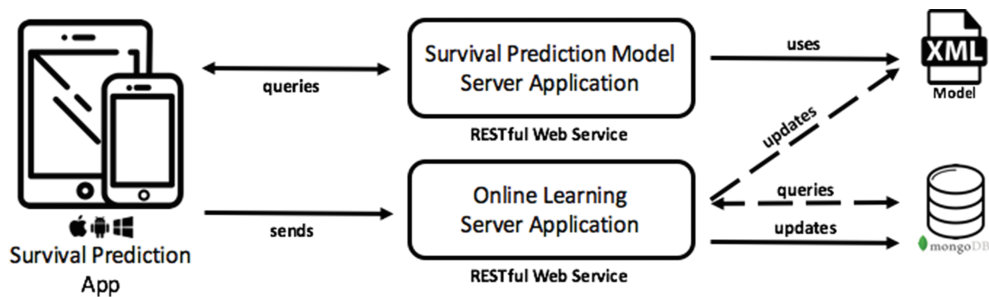 Survival Prediction
App
queries
sends
Survival Prediction Model
Server Application
RESTful Web Service
Online Learning
Server Application
RESTful Web Service
uses
updates
queries
updates
XML
Model
mongoDB